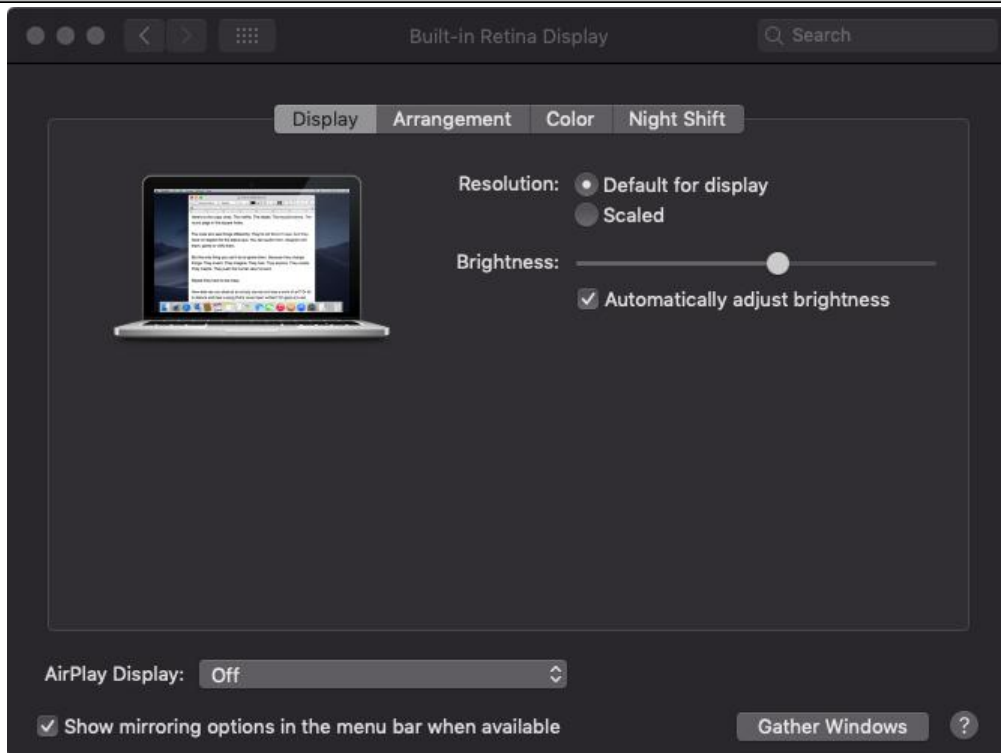 Built-in Retina Display
Search
Display Arrangement Color Night Shift
Resolution: Default for display
Scaled
Brightness:
Automatically adjust brightness
AirPlay Display: Off
Show mirroring options in the menu bar when available
Gather Windows ?